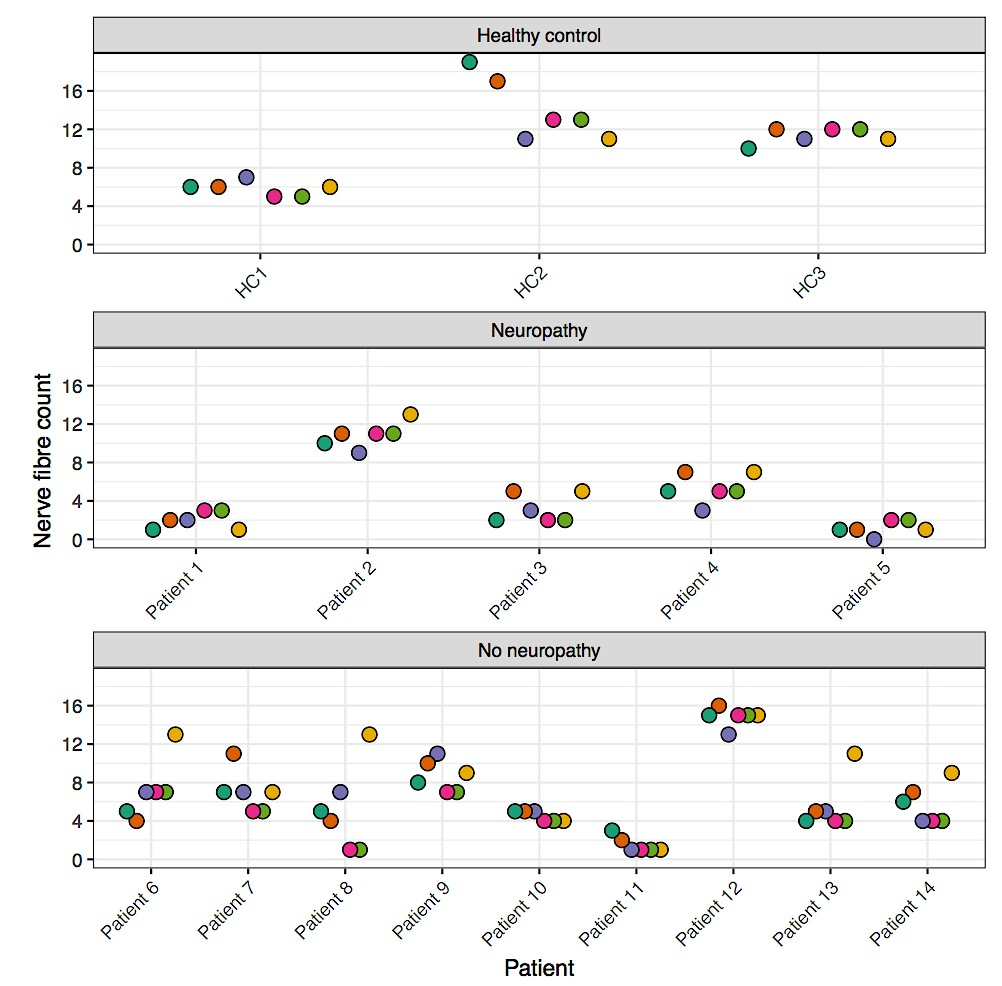 Healthy control
16
12
8
4
0
HC1 HC2 HC3
Nerve fibre count
Neuropathy
16
12
8
4
0
Patient 1 Patient 2 Patient 3 Patient 4 Patient 5
No neuropathy
16
12
8
4
0
Patient 6 Patient 7 Patient 8 Patient 9 Patient 10 Patient 11 Patient 12 Patient 13 Patient 14
Patient